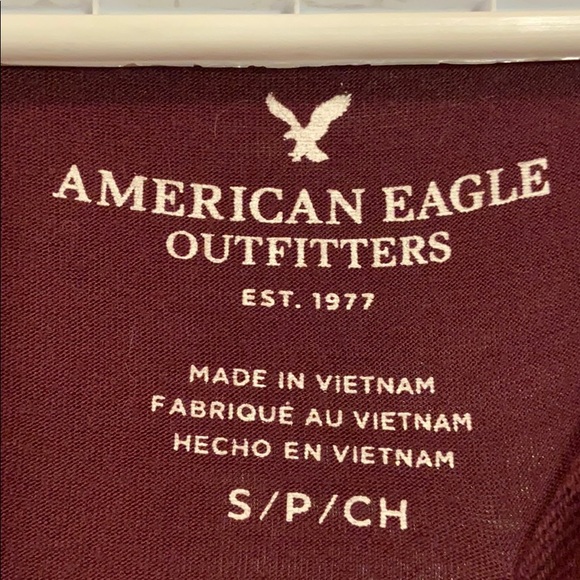 AMERICAN EAGLE
OUTFITTERS
EST. 1977
MADE IN VIETNAM
FABRIQUÉ AU VIETNAM
HECHO EN VIETNAM
S/P/CH